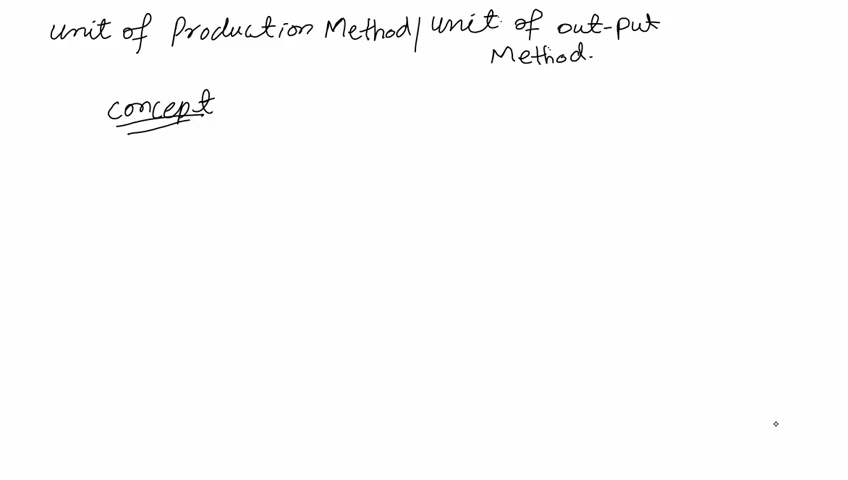 unit of Production Method/ unit of out-put
Method.
concept